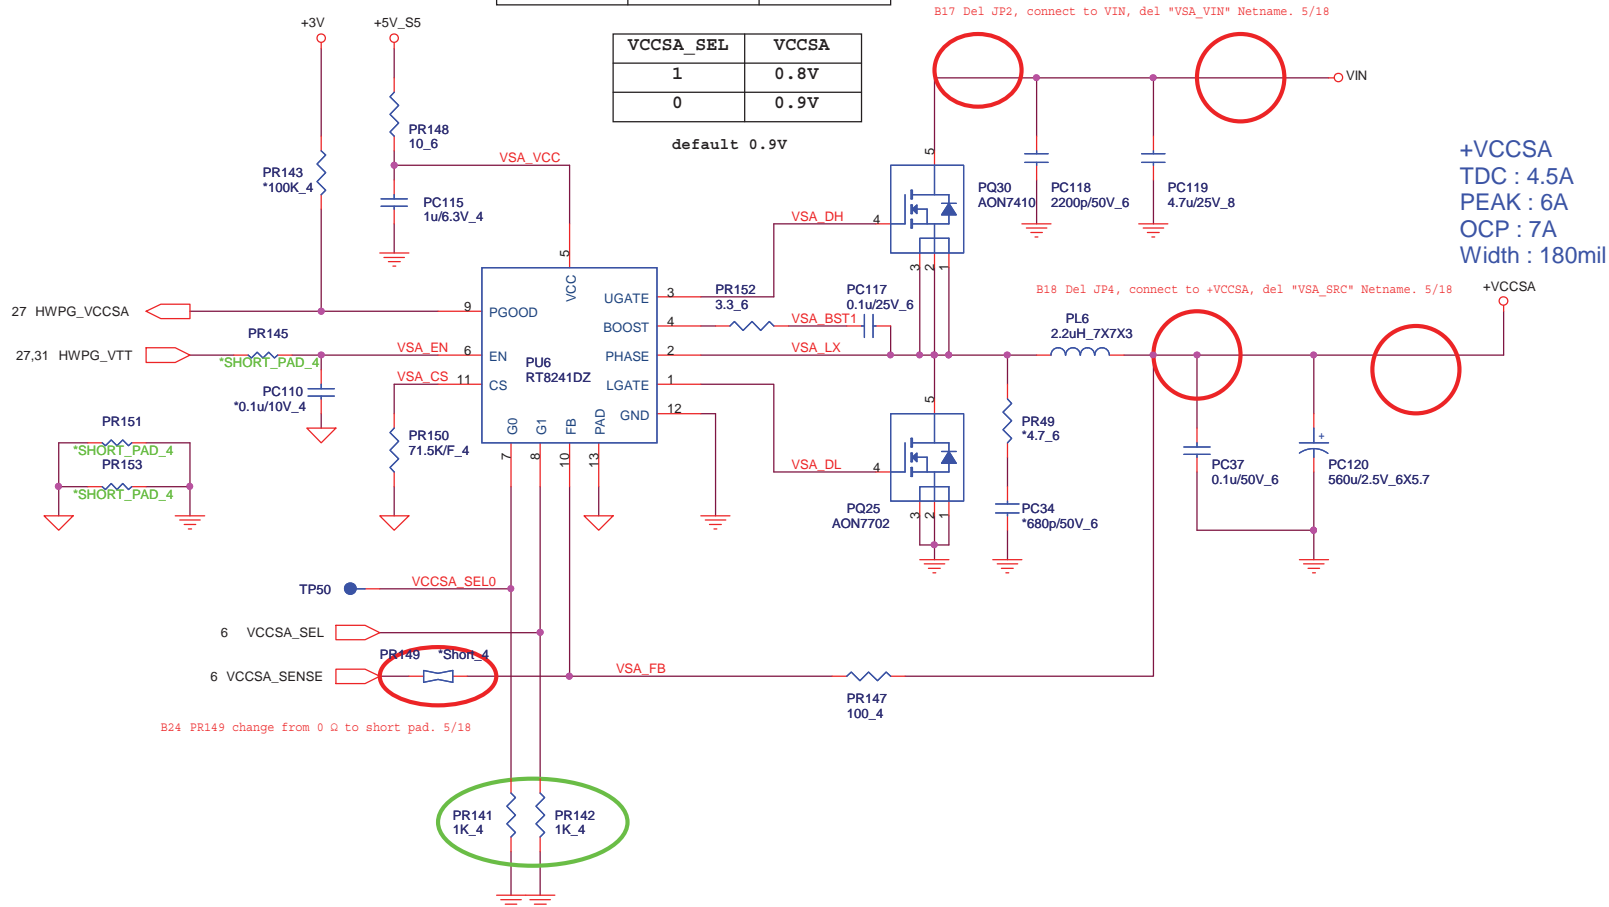 B17 Del JP2, connect to VIN, del "VSA_VIN" Netname. 5/18
+3V
+5V_S5
VCCSA_SEL VCCSA
1 0.8V
0 0.9V
default 0.9V
VIN
+VCCSA
TDC : 4.5A
PEAK : 6A
OCP : 7A
Width : 180mil
PR148
10_6
VSA_VCC
PR143
*100K_4
PC115
1u/6.3V_4
5
PQ30
AON7410
PC118
2200p/50V_6
PC119
4.7u/25V_8
VSA_DH
4
3
2
1
5
VCC
B18 Del JP4, connect to +VCCSA, del "VSA_SRC" Netname. 5/18
+VCCSA
27 HWPG_VCCSA
9
PGOOD
UGATE
3
PR152
3.3_6
PC117
0.1u/25V_6
PL6
2.2uH_7X7X3
BOOST
4
VSA_BST1
PR145
*SHORT_PAD_4
27,31 HWPG_VTT
VSA_EN
6
EN
PHASE
2
VSA_LX
PU6
RT8241DZ
VSA_CS
11
CS
LGATE
1
PC110
*0.1u/10V_4
GND
12
G0
G1
FB
PAD
7
8
10
13
PR151
*SHORT_PAD_4
PR153
*SHORT_PAD_4
PR150
71.5K/F_4
5
VSA_DL
4
PQ25
AON7702
3
2
1
PR49
*4.7_6
PC34
*680p/50V_6
PC37
0.1u/50V_6
+
PC120
560u/2.5V_6X5.7
TP50
VCCSA_SEL0
6 VCCSA_SEL
PR149 *Short_4
6 VCCSA_SENSE
VSA_FB
PR147
100_4
B24 PR149 change from 0 Ω to short pad. 5/18
PR141
1K_4
PR142
1K_4